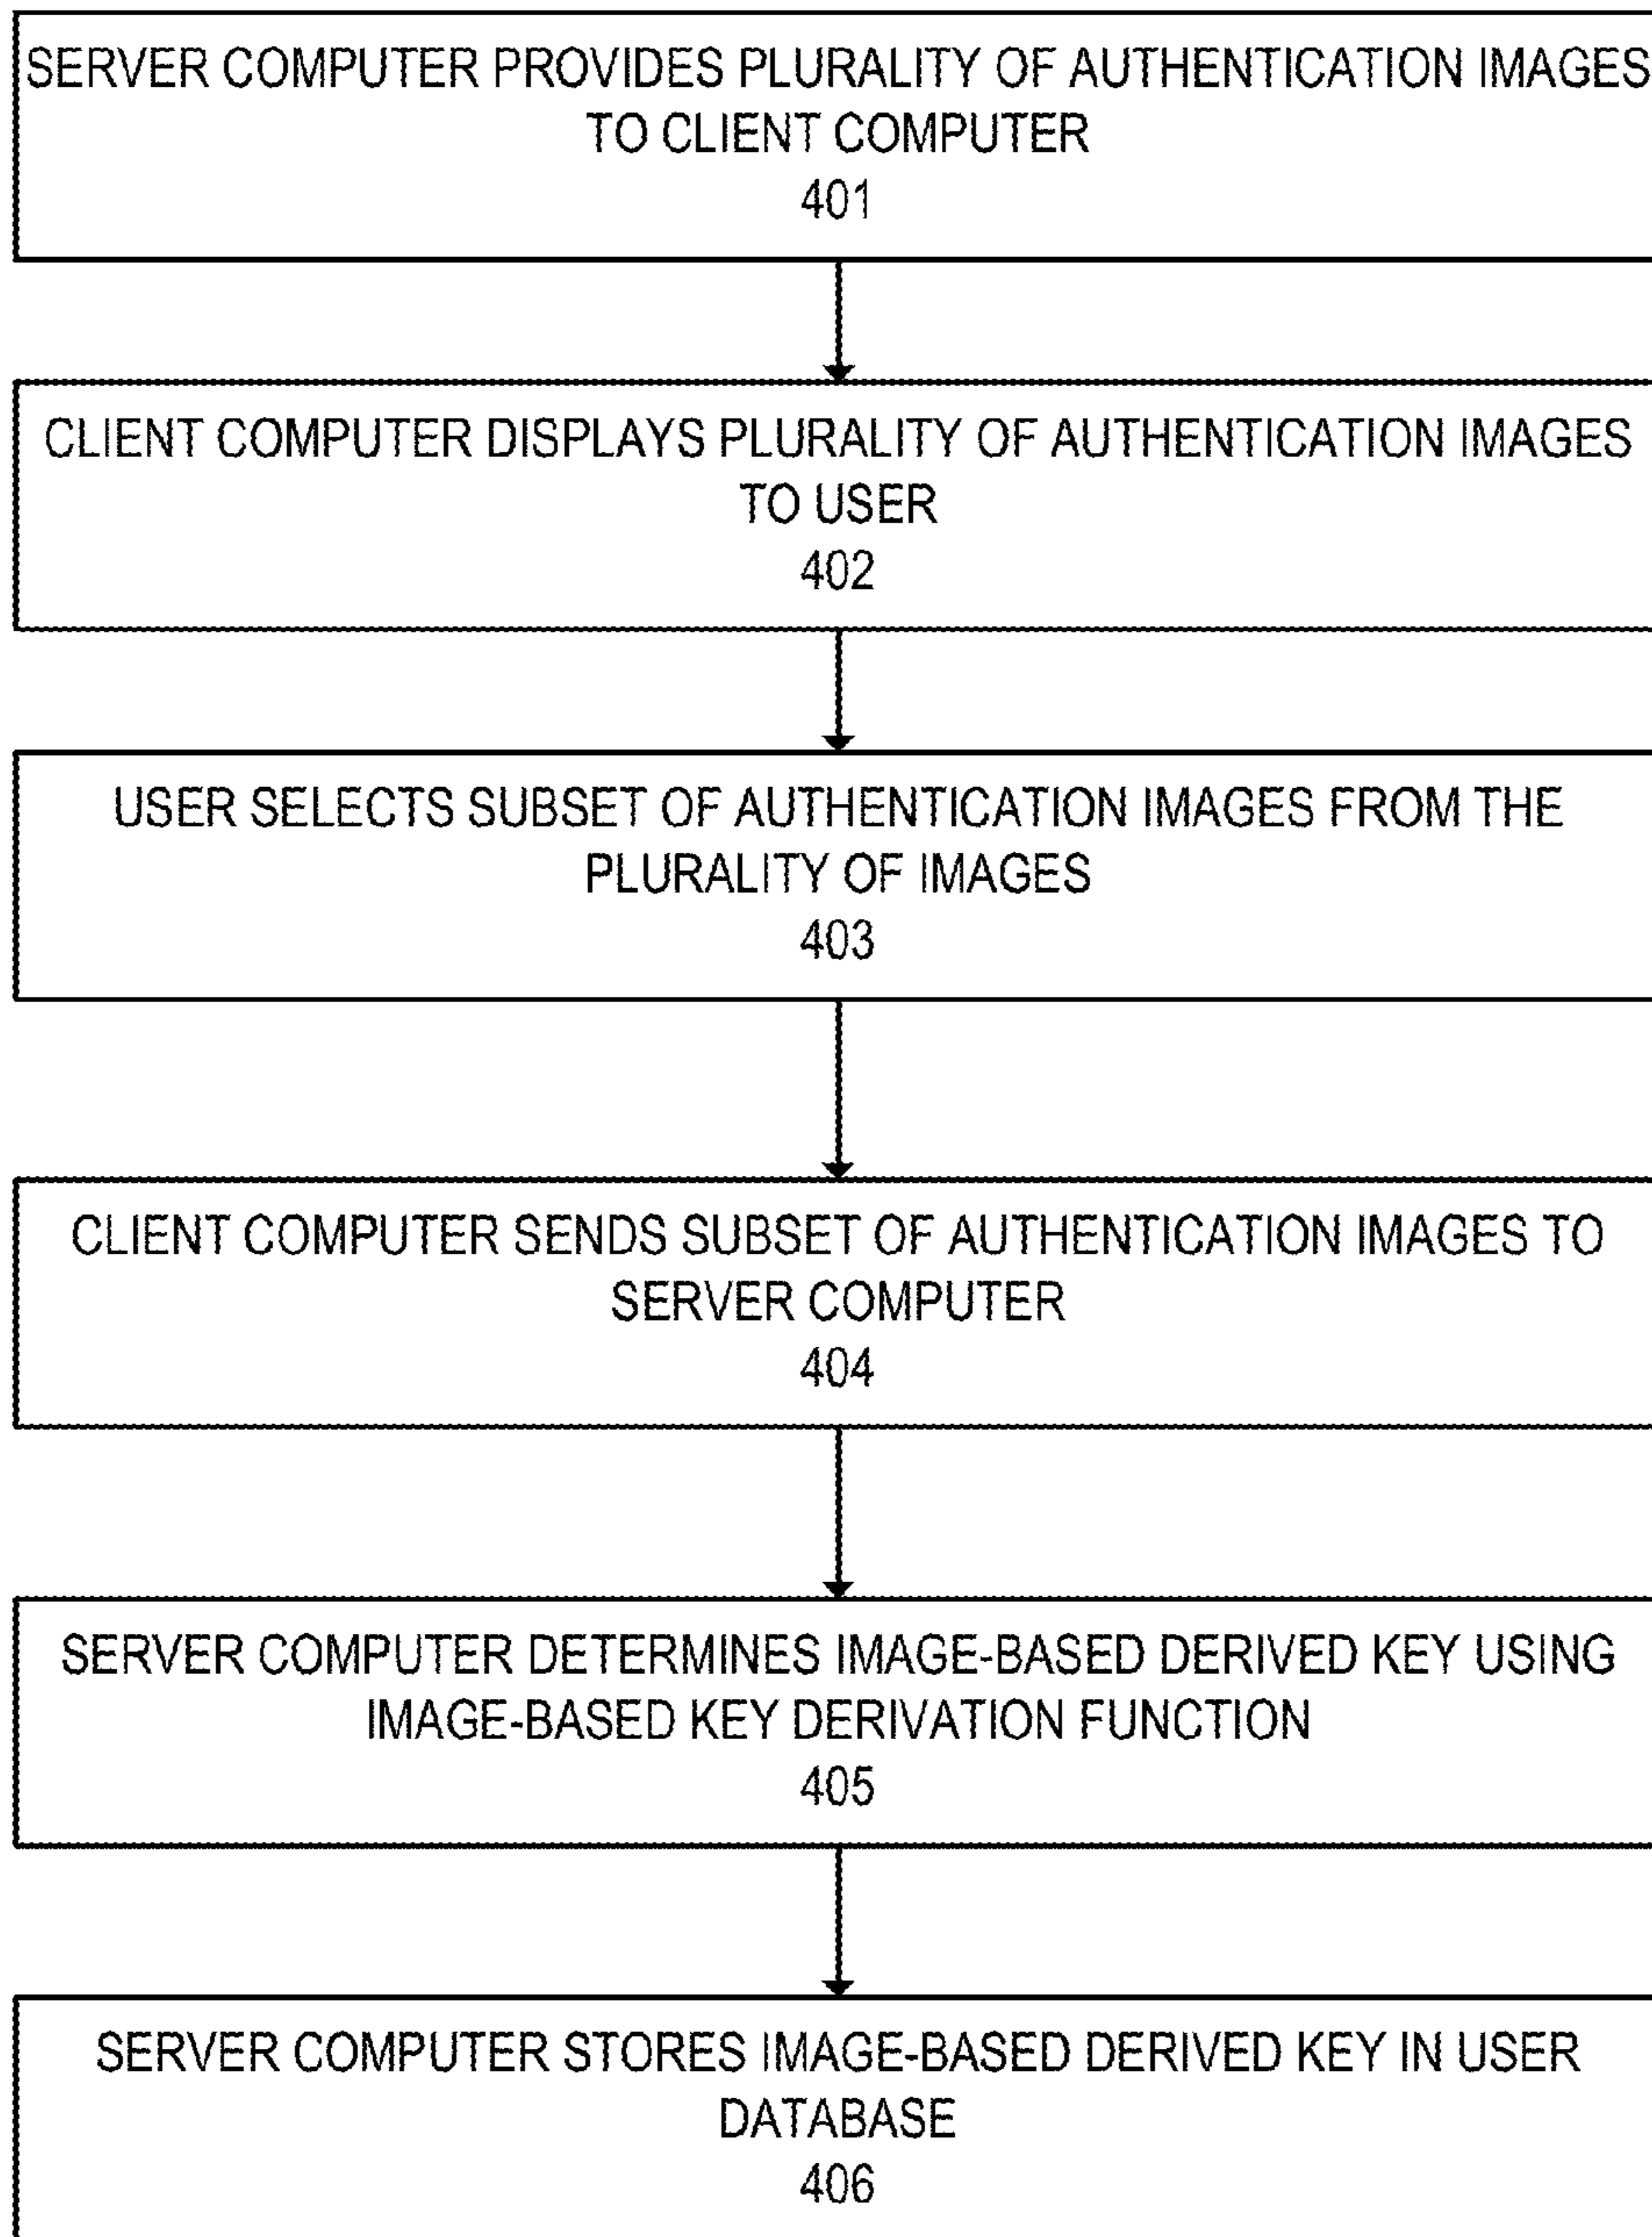 SERVER COMPUTER PROVIDES PLURALITY OF AUTHENTICATION IMAGES
TO CLIENT COMPUTER
401
CLIENT COMPUTER DISPLAYS PLURALITY OF AUTHENTICATION IMAGES
TO USER
402
USER SELECTS SUBSET OF AUTHENTICATION IMAGES FROM THE
PLURALITY OF IMAGES
403
CLIENT COMPUTER SENDS SUBSET OF AUTHENTICATION IMAGES TO
SERVER COMPUTER
404
SERVER COMPUTER DETERMINES IMAGE-BASED DERIVED KEY USING
IMAGE-BASED KEY DERIVATION FUNCTION
405
SERVER COMPUTER STORES IMAGE-BASED DERIVED KEY IN USER
DATABASE
406